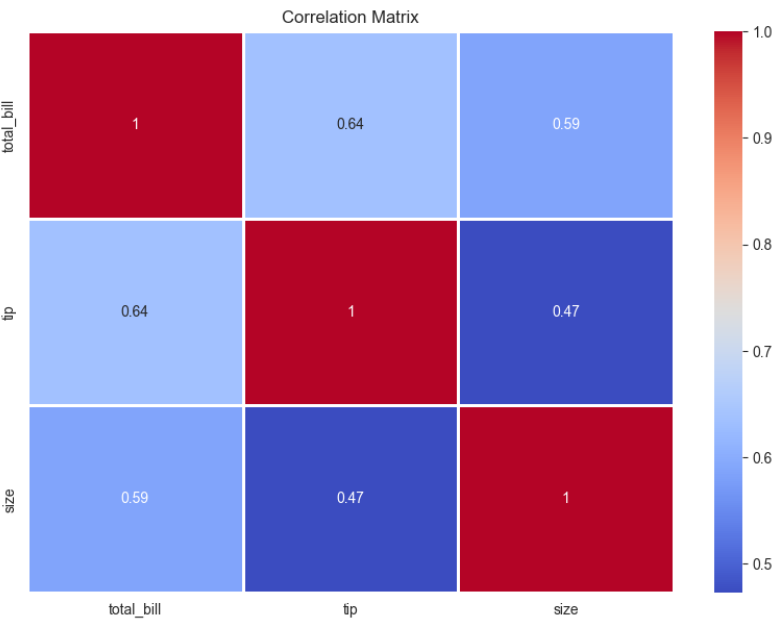 Correlation Matrix
total_bill
1
0.64
0.59
tip
0.64
1
0.47
size
0.59
0.47
1
total_bill
tip
size
1.0
0.9
0.8
0.7
0.6
0.5